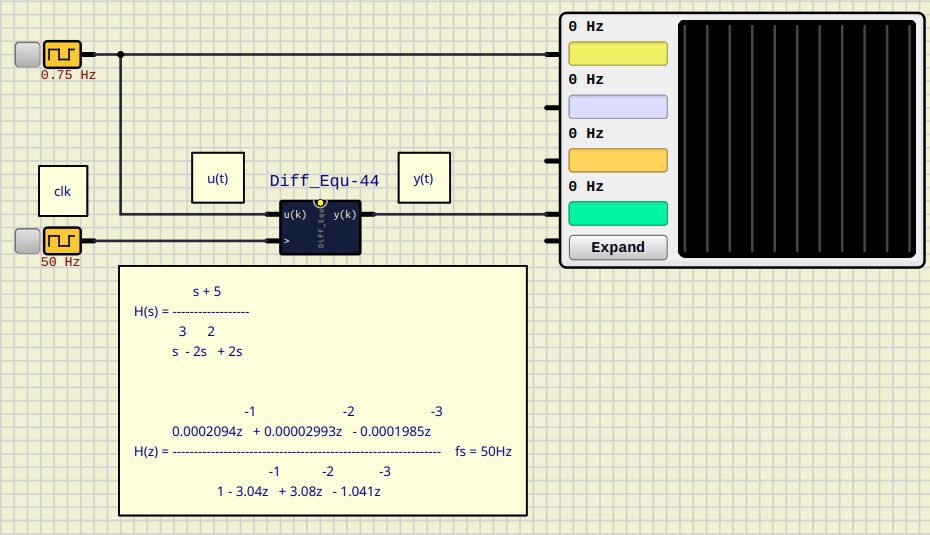 0 Hz
0.75 Hz
0 Hz
0 Hz
clk
u(t)
Diff_Equ-44
y(t)
0 Hz
u(k)
y(k)
Diff_Equ
>
50 Hz
Expand
s + 5
H(s) = ------------------
3 2
s - 2s + 2s
-1 -2 -3
0.0002094z + 0.00002993z - 0.0001985z
H(z) = --------------------------------------------------------------- fs = 50Hz
-1 -2 -3
1 - 3.04z + 3.08z - 1.041z